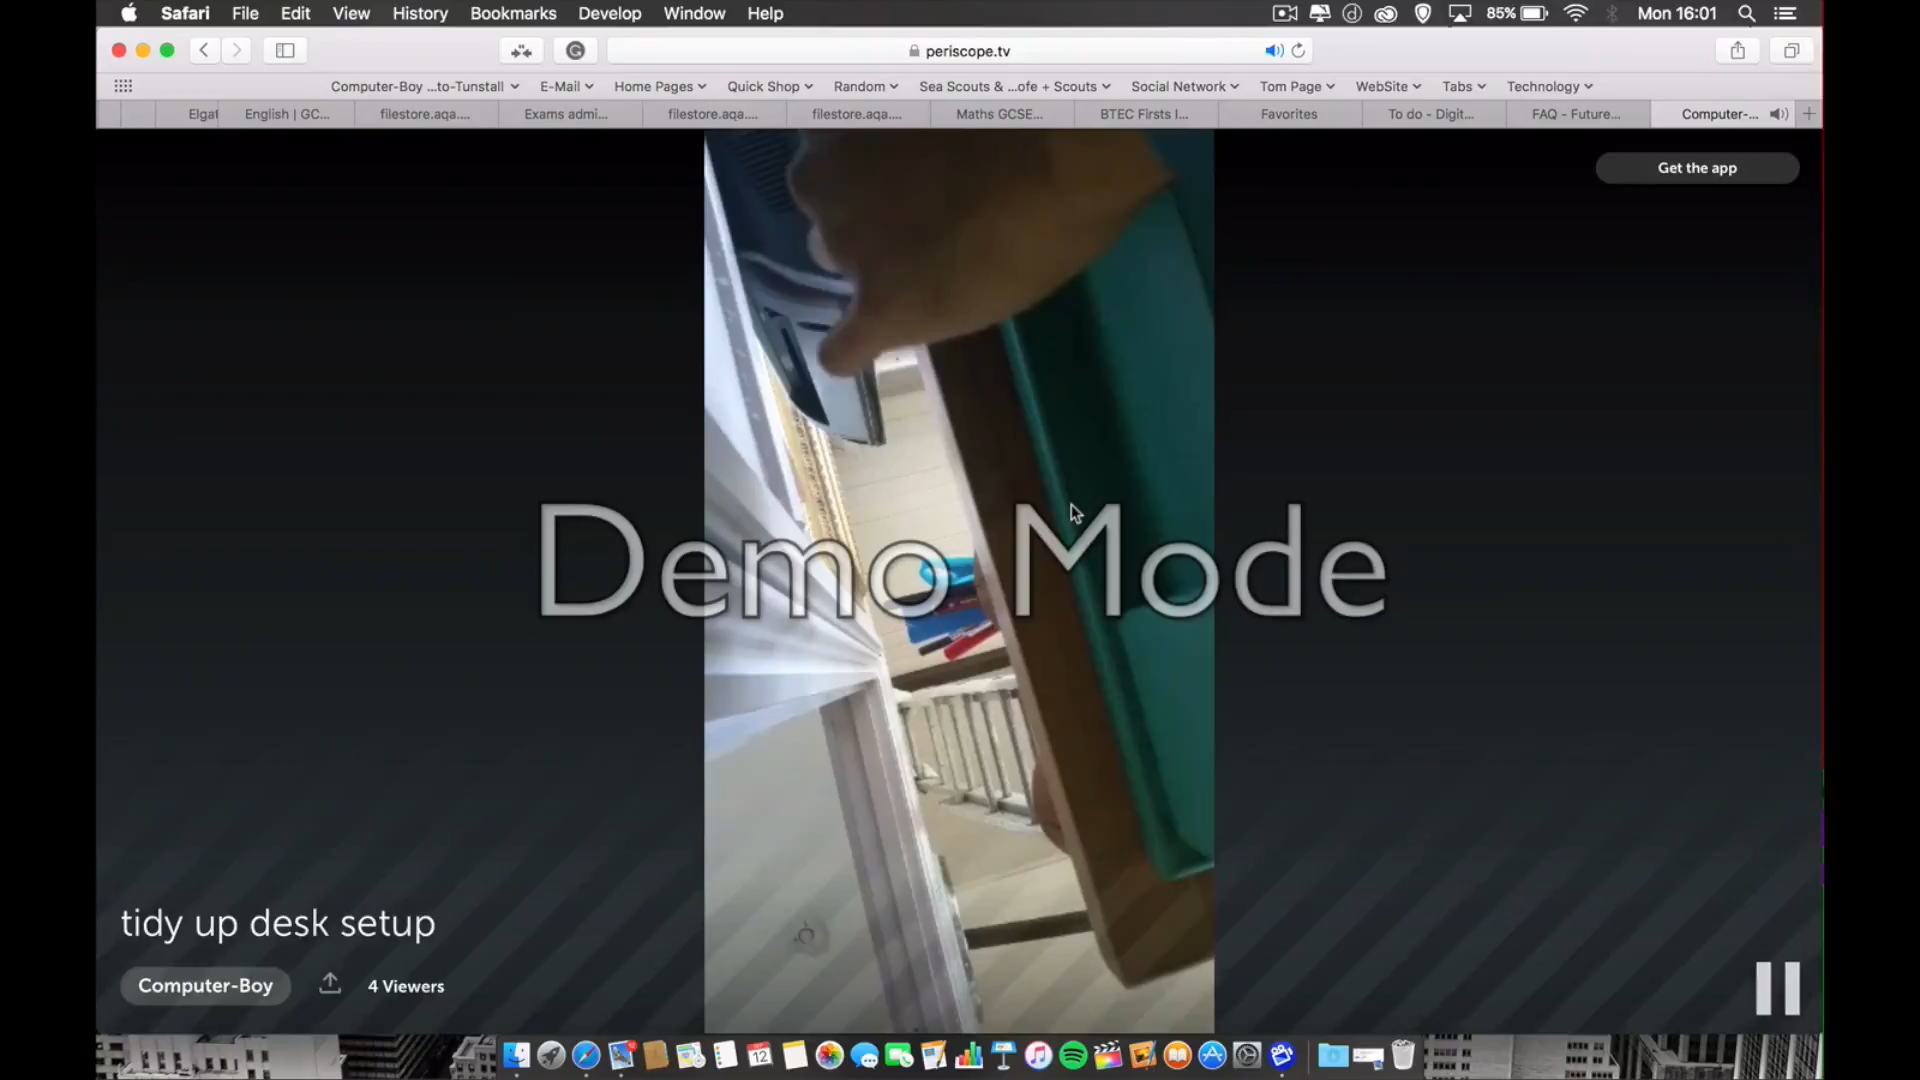 Safari File Edit View History Bookmarks Develop Window Help 85% Mon 16:01
periscope.tv
Computer-Boy ...to-Tunstall E-Mail Home Pages Quick Shop Random Sea Scouts & ...ofe + Scouts Social Network Tom Page WebSite Tabs Technology
Elgat English | GC... filestore.aqa.... Exams admi... filestore.aqa.... filestore.aqa.... Maths GCSE... BTEC Firsts I... Favorites To do - Digit... FAQ - Future... Computer-...
Get the app
Demo Mode
tidy up desk setup
Computer-Boy 4 Viewers
12